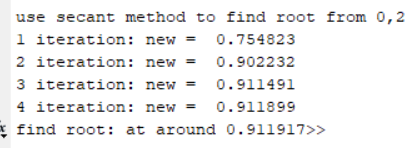 use secant method to find root from 0,2
1 iteration: new =  0.754823
2 iteration: new =  0.902232
3 iteration: new =  0.911491
4 iteration: new =  0.911899
find root: at around 0.911917>>